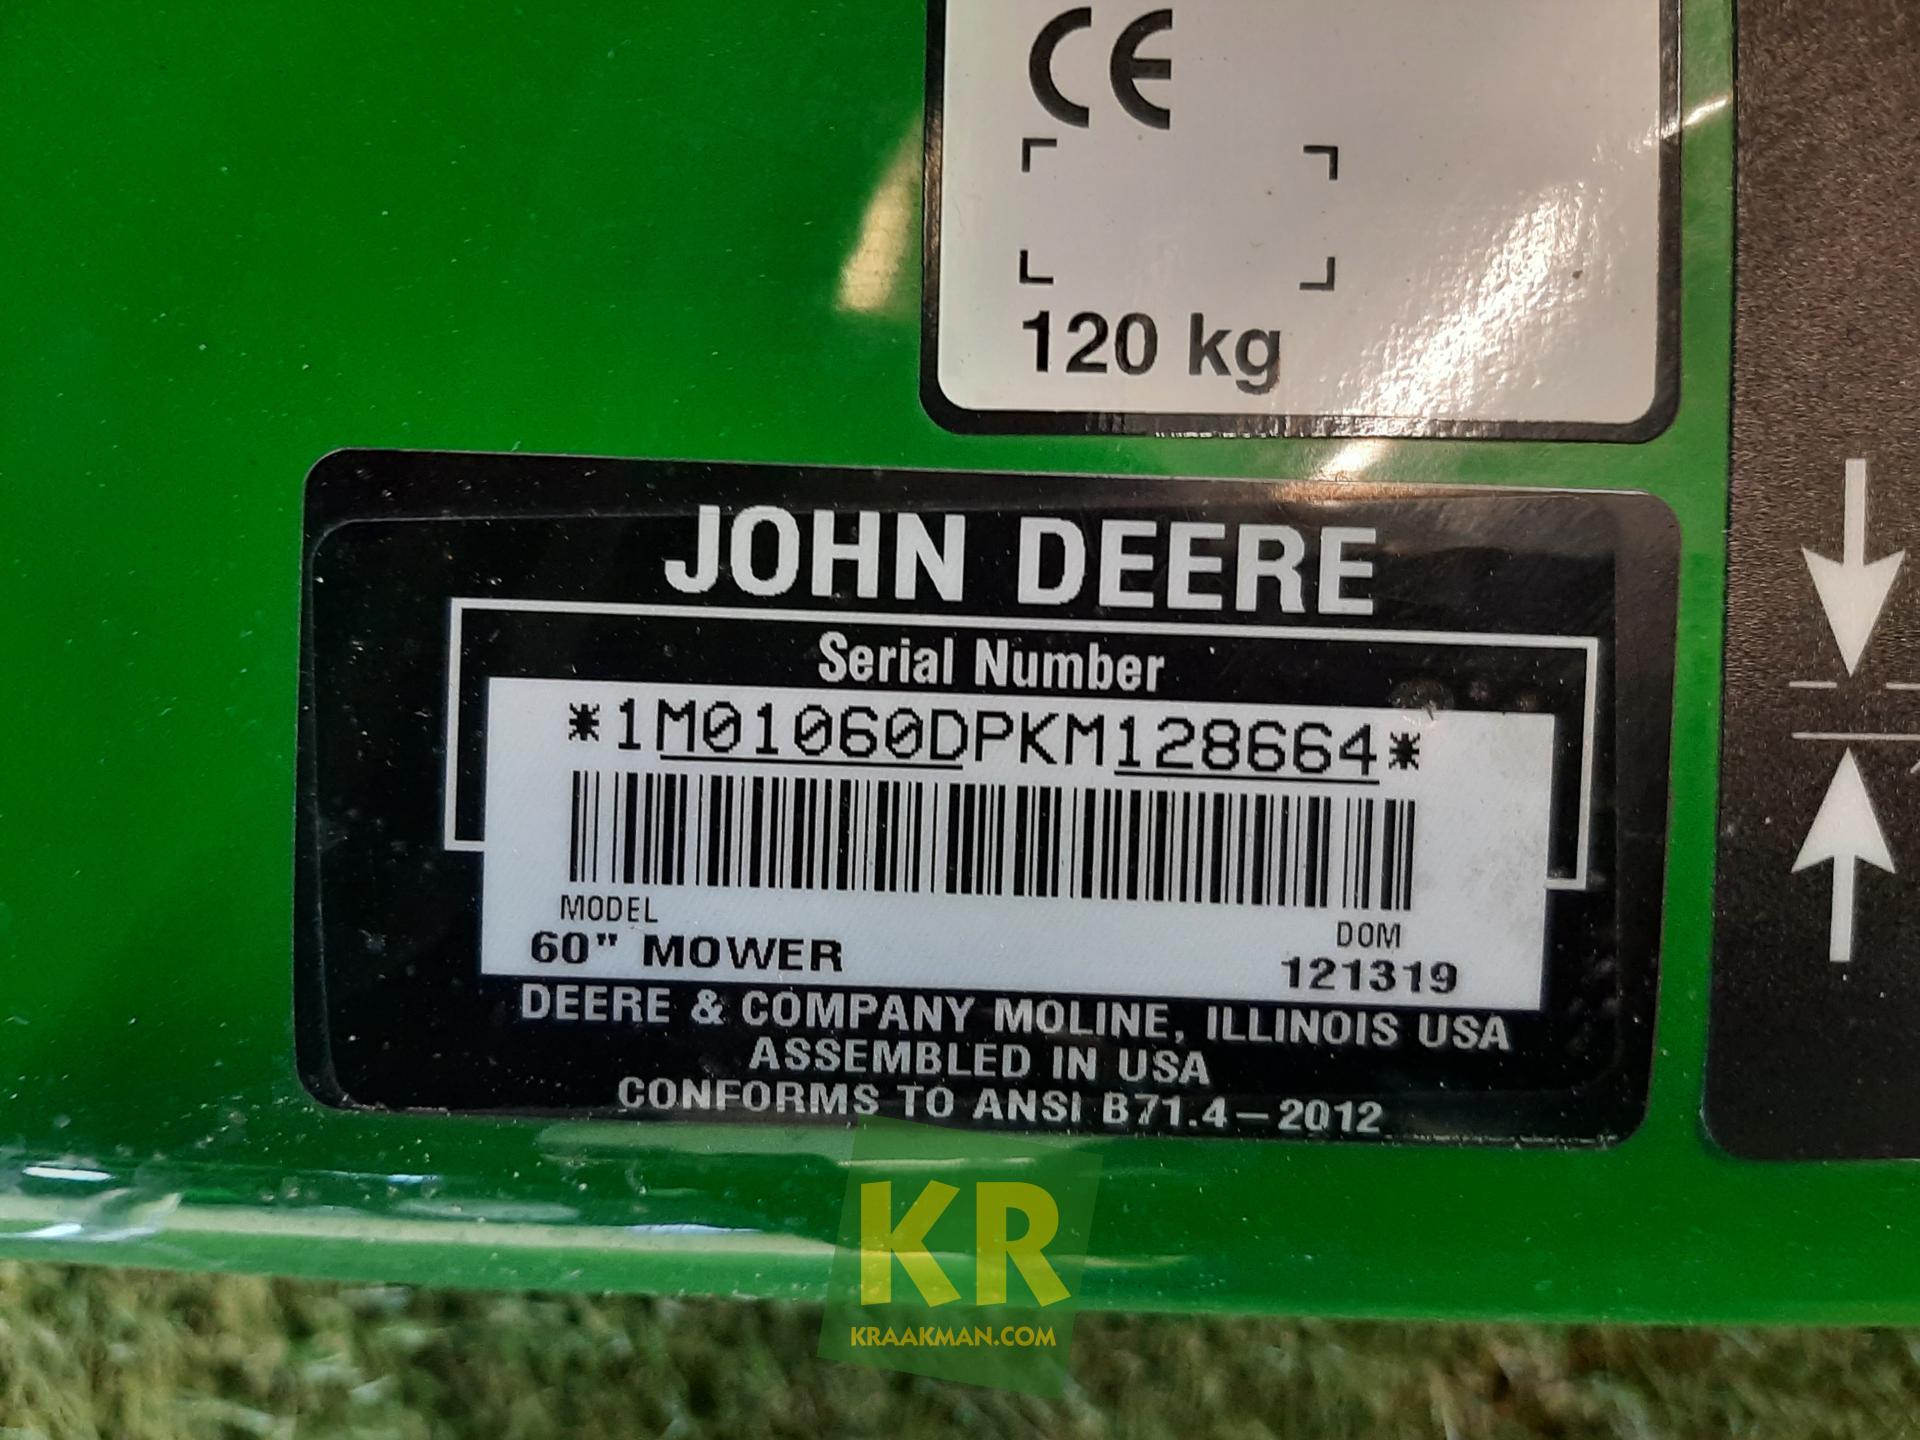 CE
120 kg
JOHN DEERE
Serial Number
*1M01060DPKM128664*
MODEL
DOM
60" MOWER
121319
DEERE & COMPANY MOLINE, ILLINOIS USA
ASSEMBLED IN USA
CONFORMS TO ANSI B71.4-2012
KR
KRAAKMAN.COM